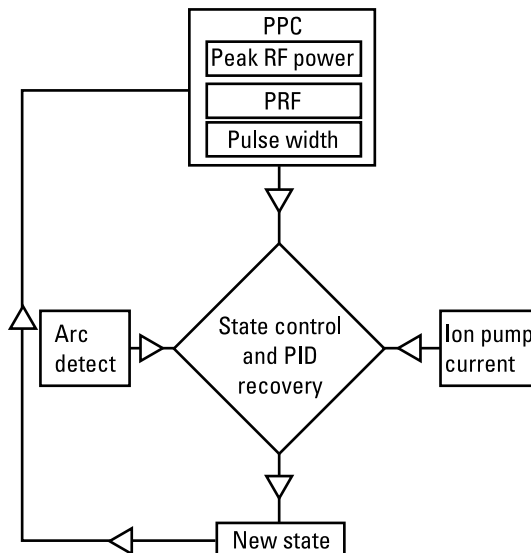 PPC
Peak RF power
PRF
Pulse width
Arc
detect
State control
and PID
recovery
Ion pump
current
New state